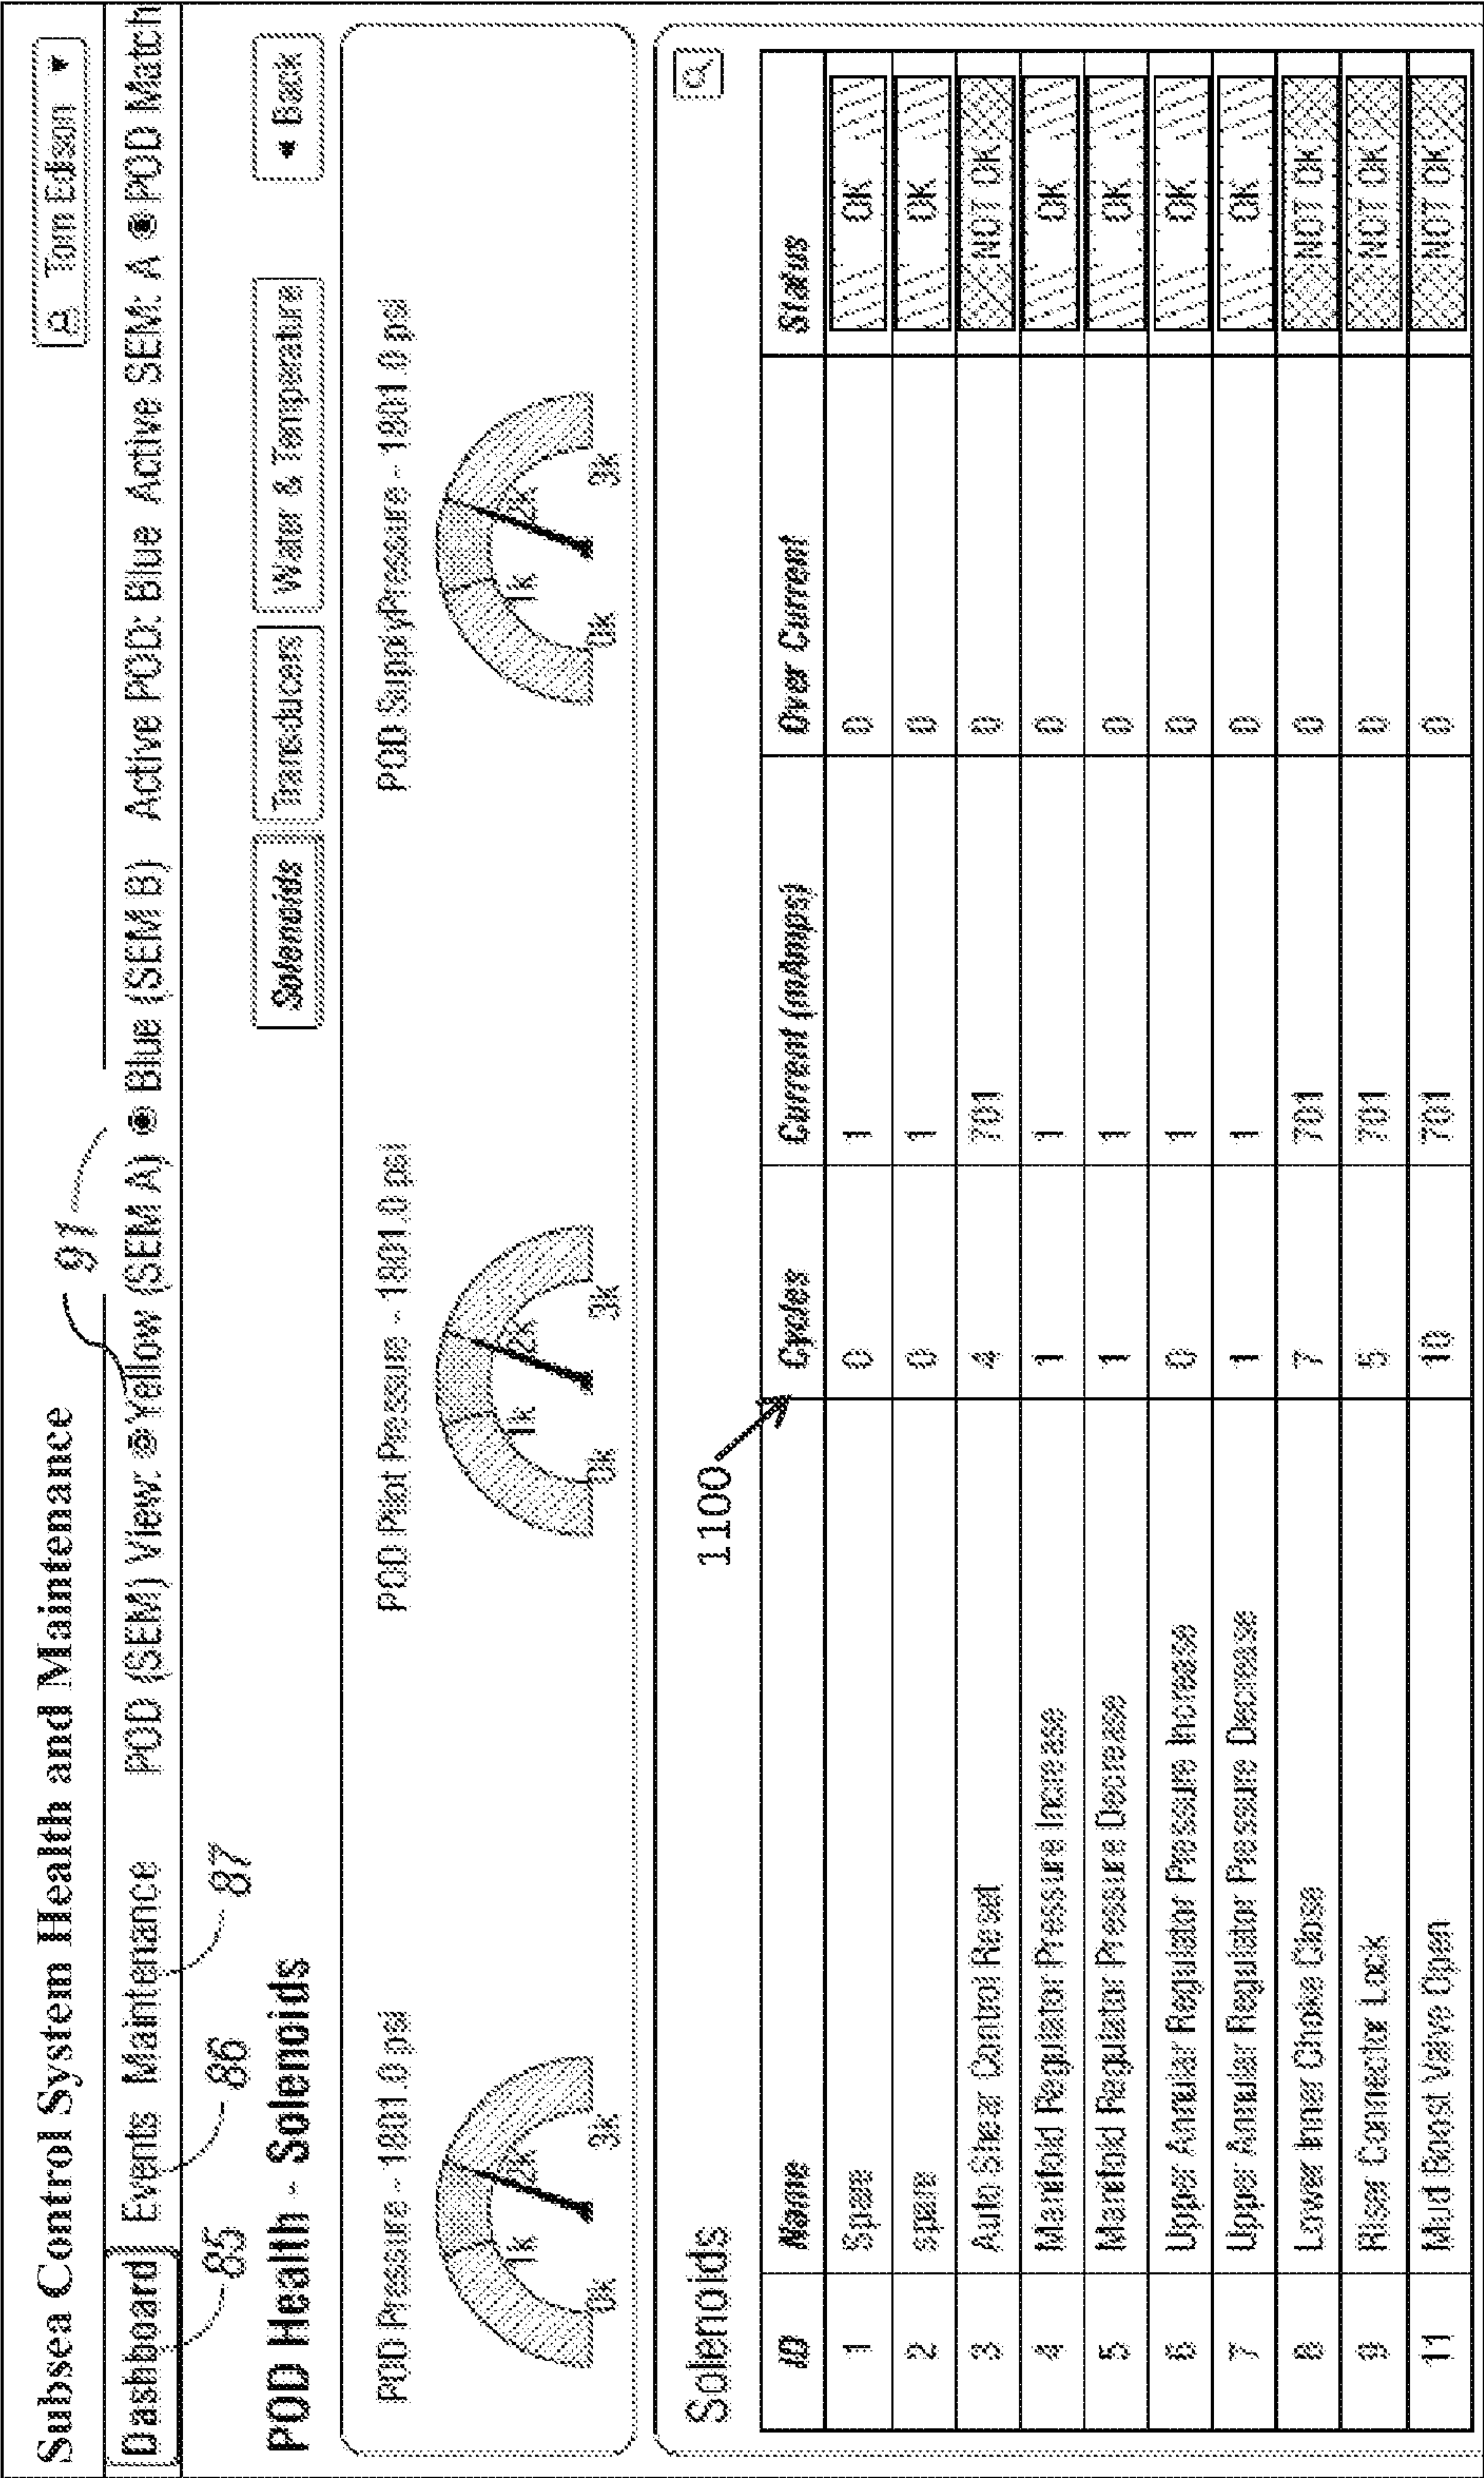 Subsea Control System Health and Maintenance
Tom Edison
91
Dashboard Events Maintenance POD (SEM) View: Yellow (SEM A) Blue (SEM B) Active POD: Blue Active SEM: A POD Match
85 86 87
POD Health - Solenoids
Solenoids Transducers Water & Temperature Back
POD Pressure - 1801.0 psi POD Pilot Pressure - 1801.0 psi POD Supply Pressure - 1801.0 psi
0k 1k 2k 3k 0k 1k 2k 3k 0k 1k 2k 3k
Solenoids
1100
ID Name Cycles Current (mAmps) Over Current Status
1 Spare 0 1 0 OK
2 spare 0 1 0 OK
3 Auto Shear Control Reset 4 701 0 NOT OK
4 Manifold Regulator Pressure Increase 1 1 0 OK
5 Manifold Regulator Pressure Decrease 1 1 0 OK
6 Upper Annular Regulator Pressure Increase 0 1 0 OK
7 Upper Annular Regulator Pressure Decrease 1 1 0 OK
8 Lower Inner Choke Close 7 701 0 NOT OK
9 Riser Connector Lock 5 701 0 NOT OK
11 Mud Boost Valve Open 10 701 0 NOT OK